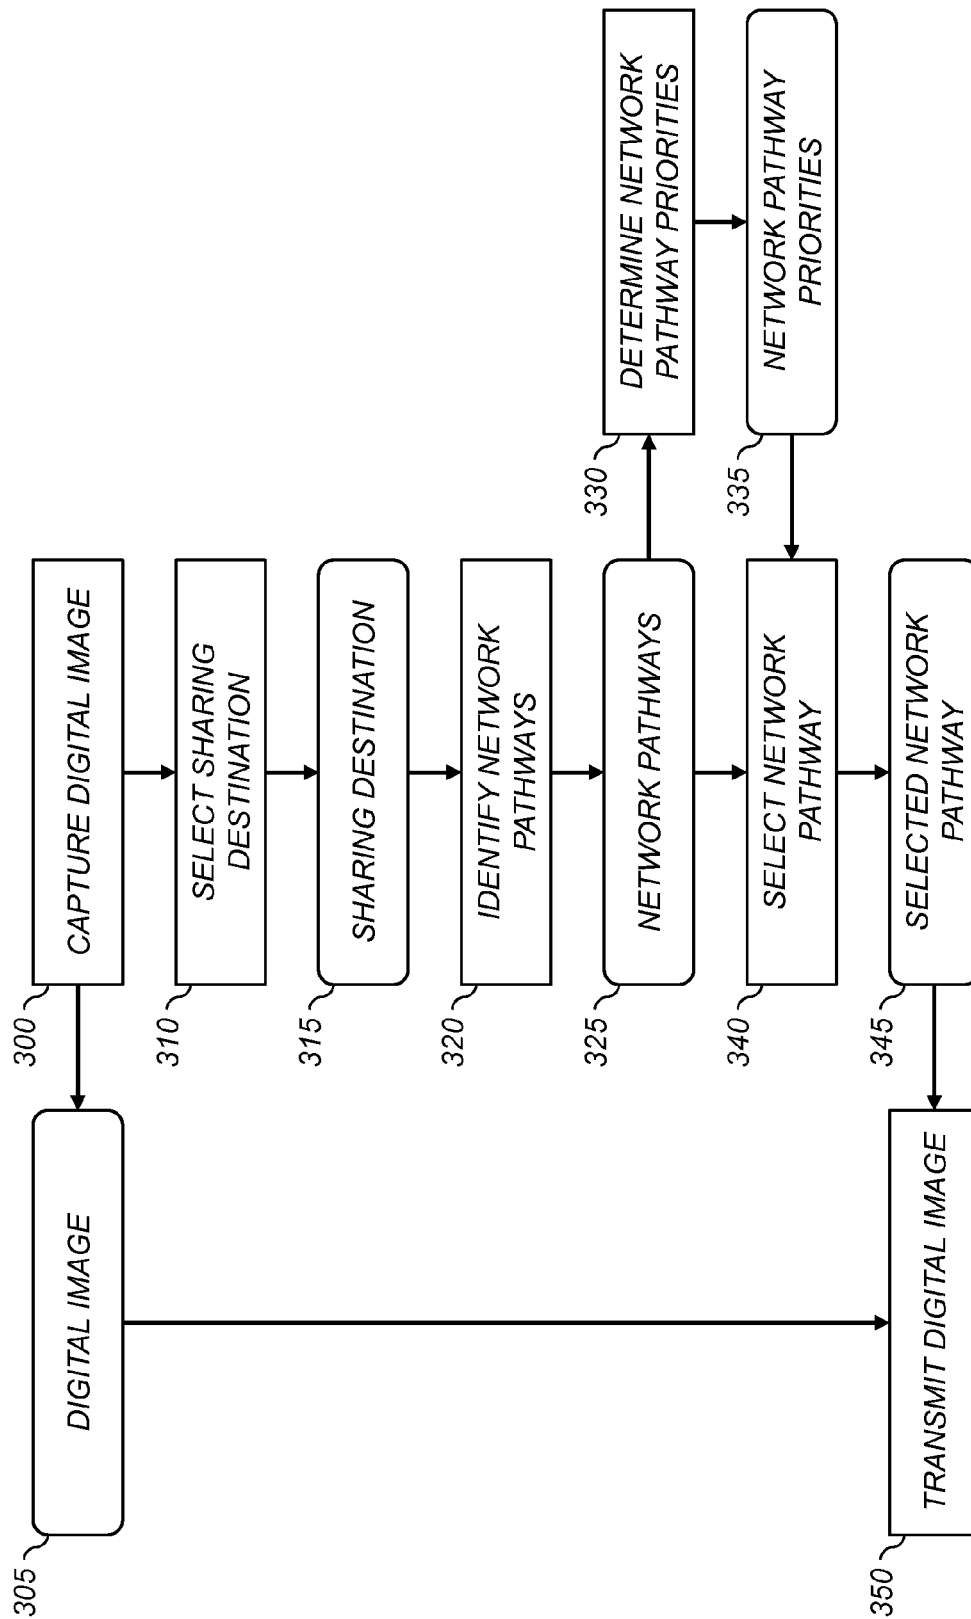 300
CAPTURE DIGITAL IMAGE
305
DIGITAL IMAGE
310
SELECT SHARING
DESTINATION
315
SHARING DESTINATION
320
IDENTIFY NETWORK
PATHWAYS
325
NETWORK PATHWAYS
330
DETERMINE NETWORK
PATHWAY PRIORITIES
335
NETWORK PATHWAY
PRIORITIES
340
SELECT NETWORK
PATHWAY
345
SELECTED NETWORK
PATHWAY
350
TRANSMIT DIGITAL IMAGE